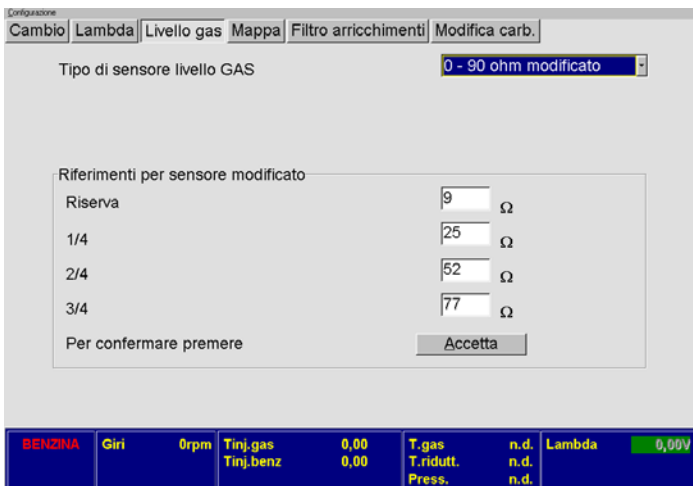 Configurazione
Cambio Lambda Livello gas Mappa Filtro arricchimenti Modifica carb.
Tipo di sensore livello GAS 0 - 90 ohm modificato
Riferimenti per sensore modificato
Riserva 9 Ω
1/4 25 Ω
2/4 52 Ω
3/4 77 Ω
Per confermare premere Accetta
BENZINA Giri 0rpm Tinj.gas 0,00 T.gas n.d. Lambda 0,00V
Tinj.benz 0,00 T.ridutt. n.d.
Press. n.d.